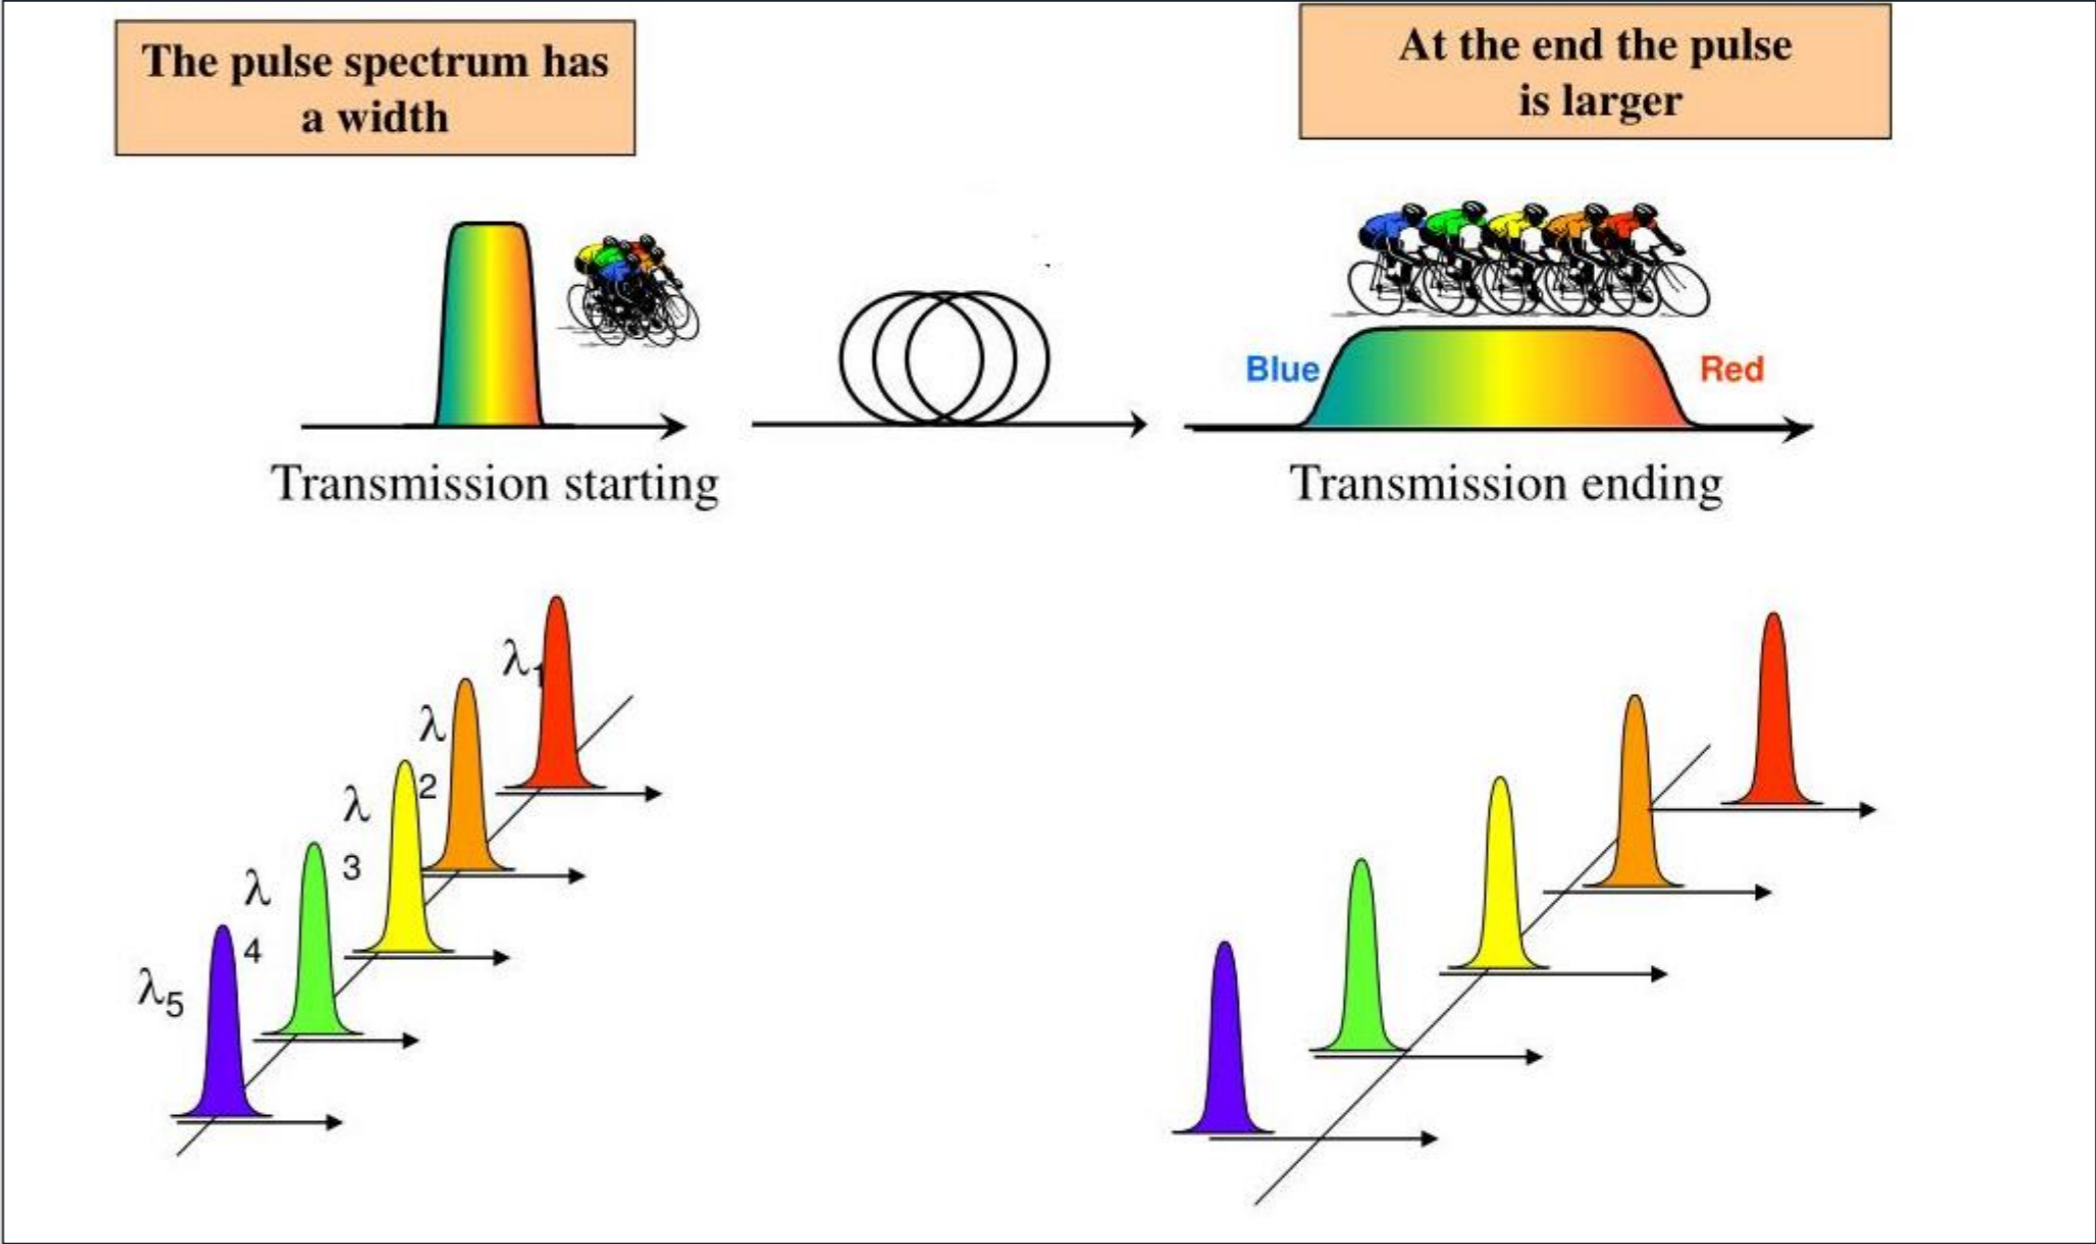 The pulse spectrum has
a width
At the end the pulse
is larger
Blue
Red
Transmission starting
Transmission ending
λ1
λ
2
λ
3
λ
4
λ5